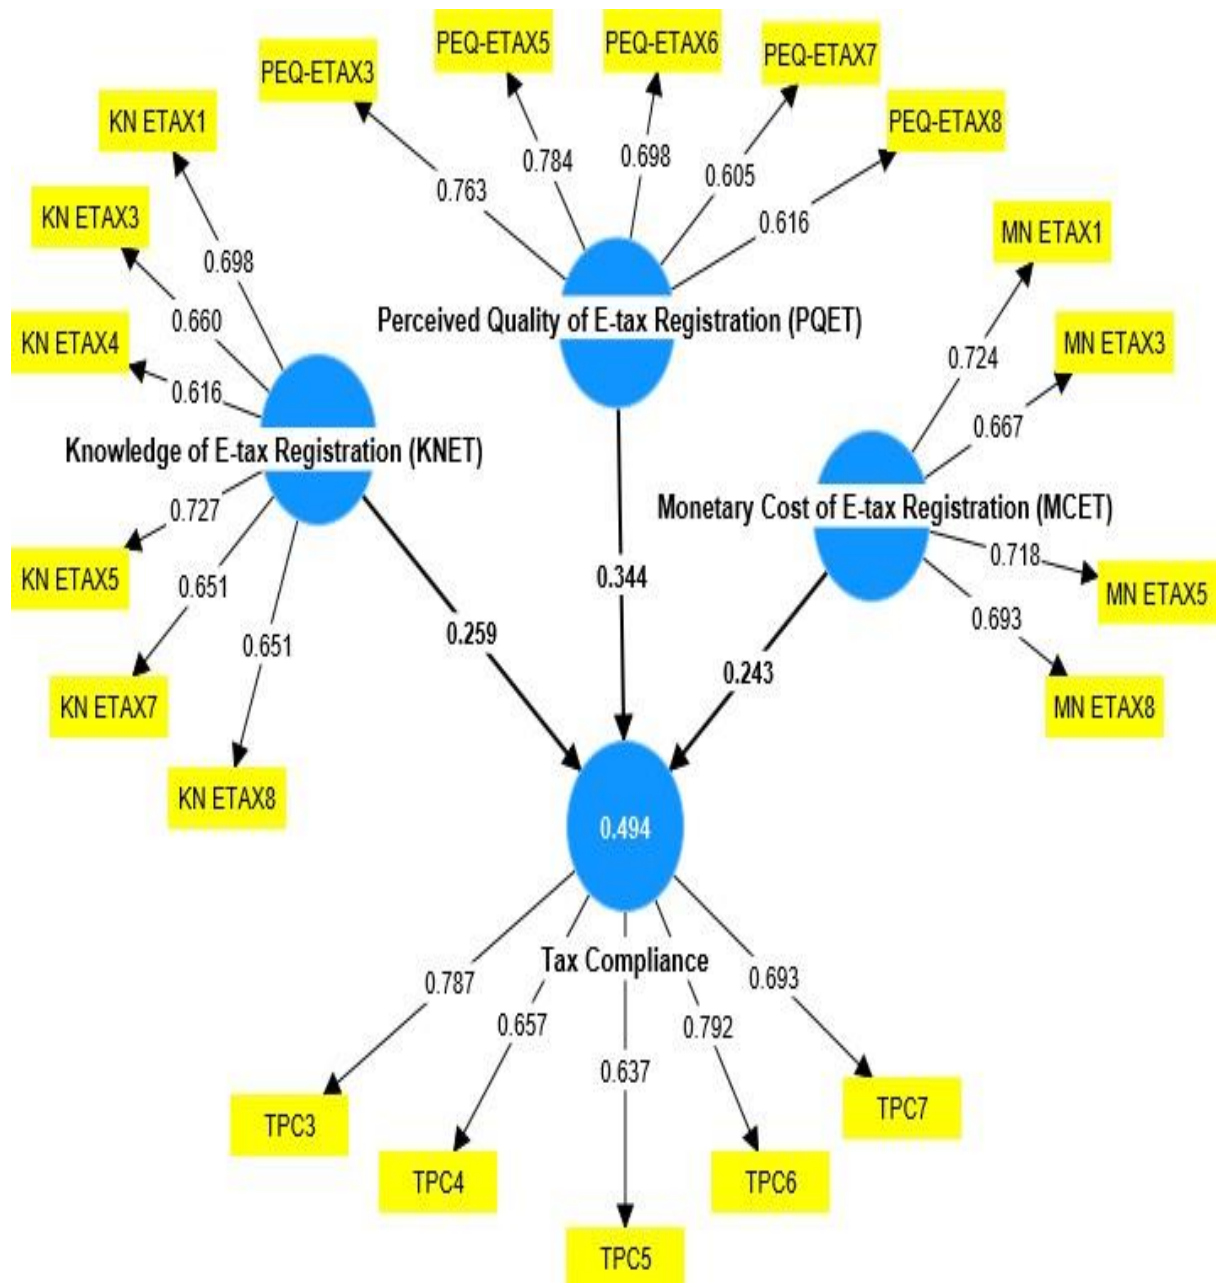 PEQ-ETAX3
PEQ-ETAX5
PEQ-ETAX6
PEQ-ETAX7
PEQ-ETAX8
KN ETAX1
KN ETAX3
KN ETAX4
KN ETAX5
KN ETAX7
KN ETAX8
0.763
0.784
0.698
0.605
0.616
0.698
0.660
0.616
0.727
0.651
0.651
Perceived Quality of E-tax Registration (PQET)
Knowledge of E-tax Registration (KNET)
Monetary Cost of E-tax Registration (MCET)
MN ETAX1
MN ETAX3
MN ETAX5
MN ETAX8
0.724
0.667
0.718
0.693
0.259
0.344
0.243
0.494
Tax Compliance
0.787
0.657
0.637
0.792
0.693
TPC3
TPC4
TPC5
TPC6
TPC7